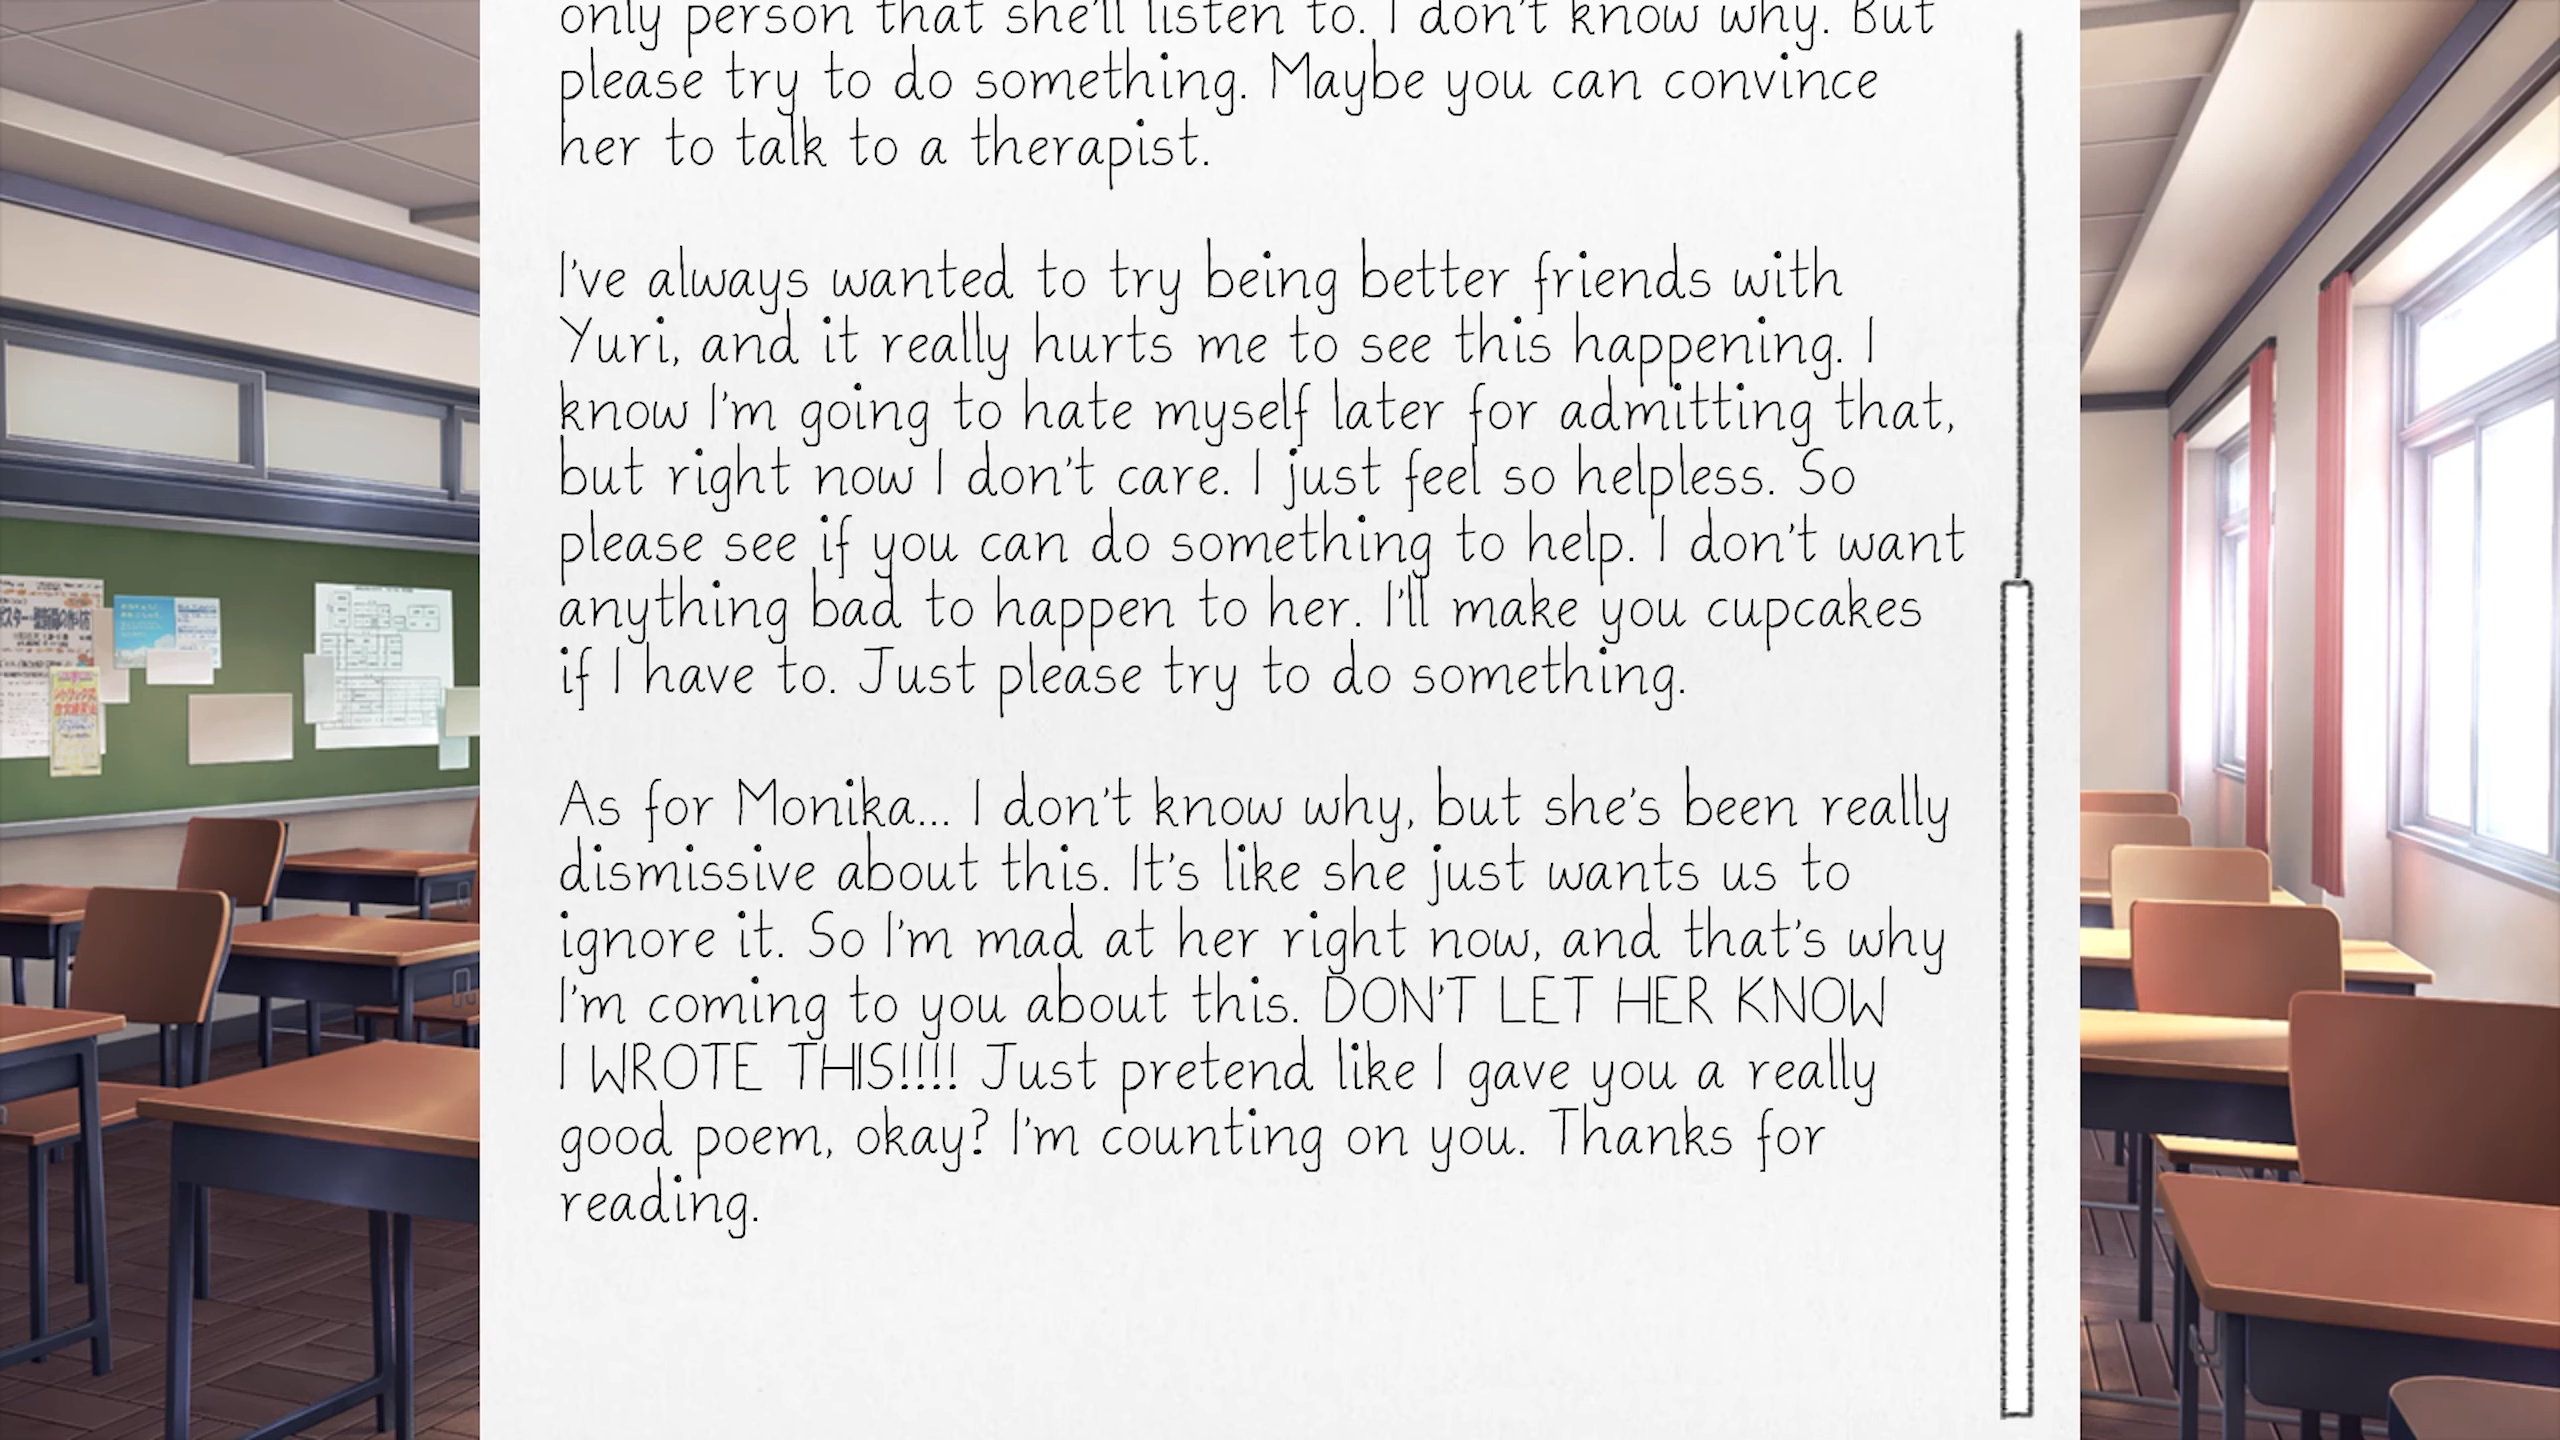 only person that she'll listen to. I don't know why. But
please try to do something. Maybe you can convince
her to talk to a therapist.
I've always wanted to try being better friends with
Yuri, and it really hurts me to see this happening. I
know I'm going to hate myself later for admitting that,
but right now I don't care. I just feel so helpless. So
please see if you can do something to help. I don't want
anything bad to happen to her. I'll make you cupcakes
if I have to. Just please try to do something.
As for Monika... I don't know why, but she's been really
dismissive about this. It's like she just wants us to
ignore it. So I'm mad at her right now, and that's why
I'm coming to you about this. DON'T LET HER KNOW
I WROTE THIS!!!! Just pretend like I gave you a really
good poem, okay? I'm counting on you. Thanks for
reading.